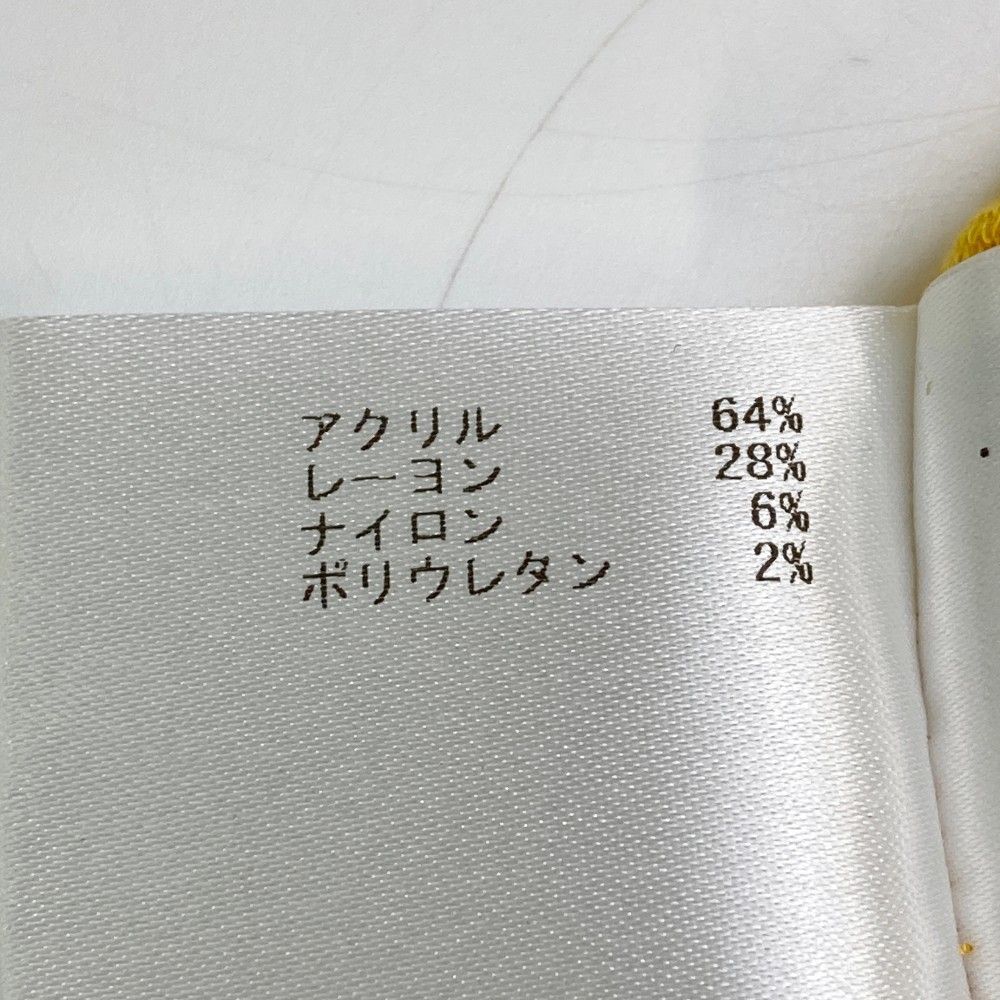 アクリル 64%
レーヨン 28%
ナイロン 6%
ポリウレタン 2%